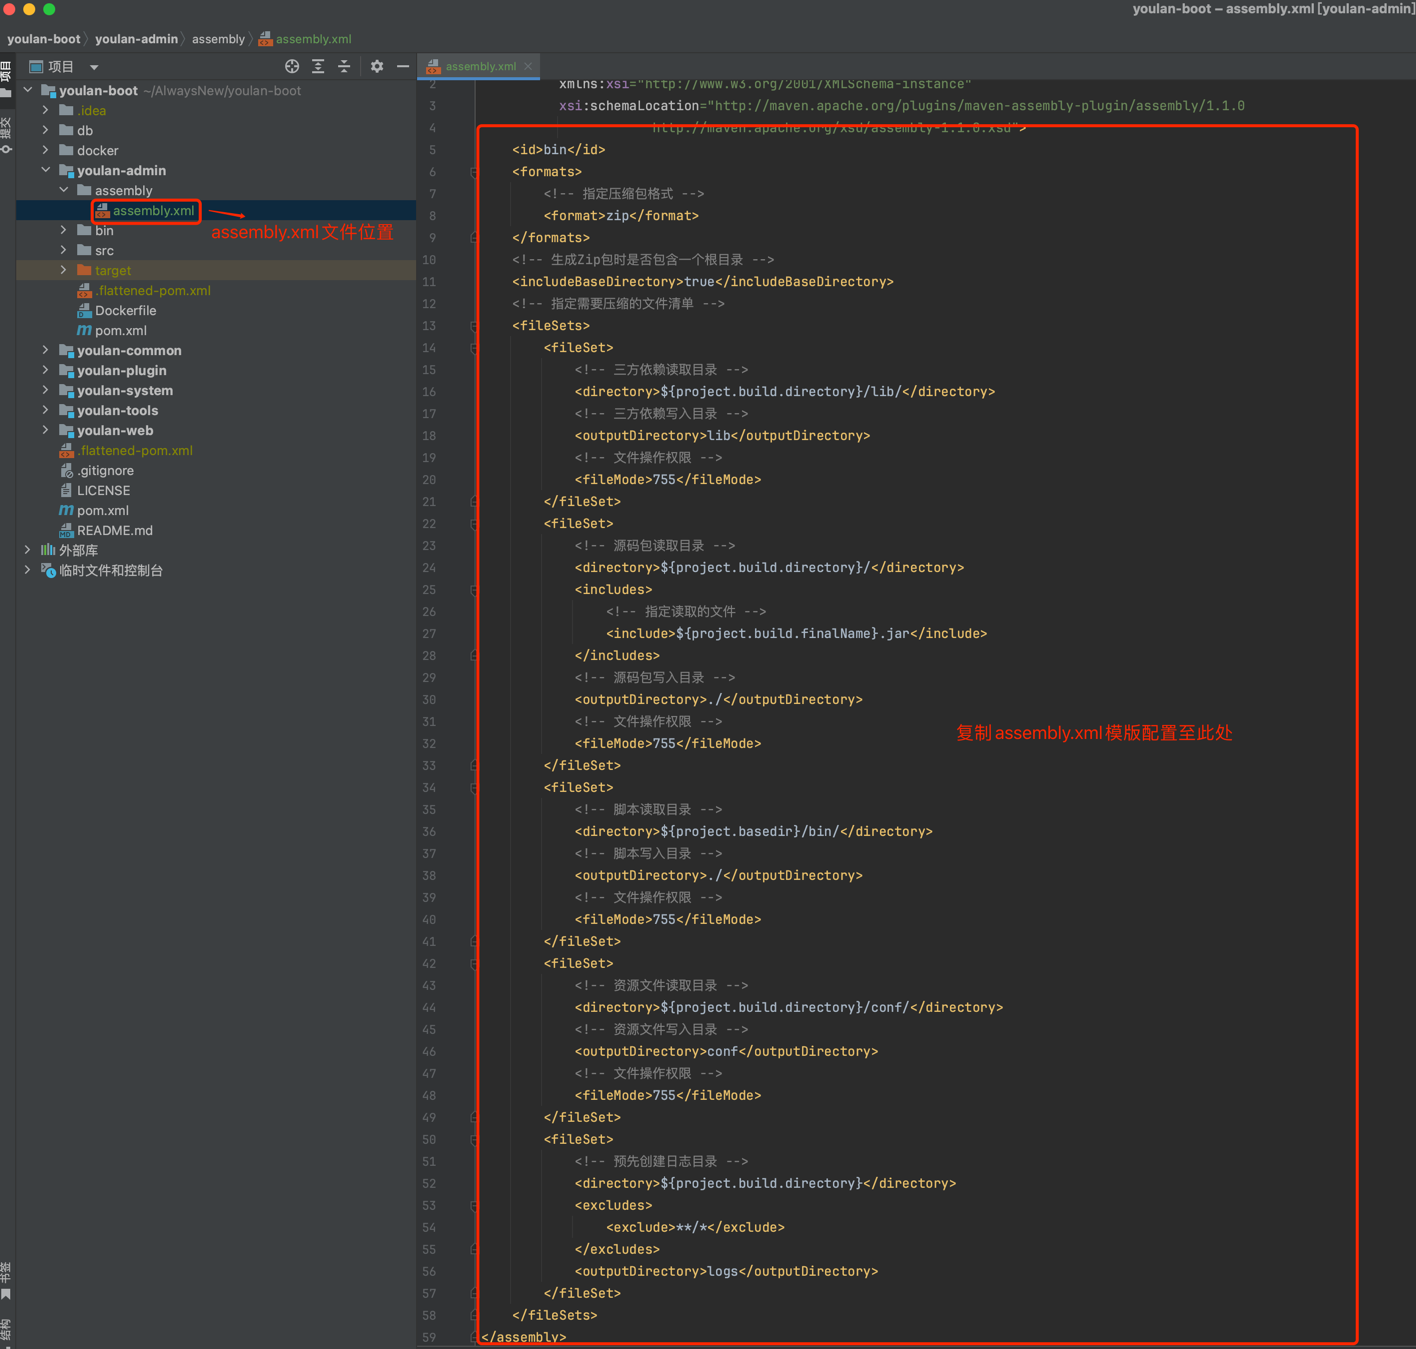 youlan-boot – assembly.xml [youlan-admin]
youlan-boot
youlan-admin
assembly
assembly.xml
项目
提交
书签
结构
项目
youlan-boot ~/AlwaysNew/youlan-boot
.idea
db
docker
youlan-admin
assembly
assembly.xml
assembly.xml文件位置
bin
src
target
.flattened-pom.xml
Dockerfile
pom.xml
youlan-common
youlan-plugin
youlan-system
youlan-tools
youlan-web
.flattened-pom.xml
.gitignore
LICENSE
pom.xml
README.md
外部库
临时文件和控制台
assembly.xml
2 xmlns:xsi="http://www.w3.org/2001/XMLSchema-instance"
3 xsi:schemaLocation="http://maven.apache.org/plugins/maven-assembly-plugin/assembly/1.1.0
4 http://maven.apache.org/xsd/assembly-1.1.0.xsd">
5 <id>bin</id>
6 <formats>
7 <!-- 指定压缩包格式 -->
8 <format>zip</format>
9 </formats>
10 <!-- 生成Zip包时是否包含一个根目录 -->
11 <includeBaseDirectory>true</includeBaseDirectory>
12 <!-- 指定需要压缩的文件清单 -->
13 <fileSets>
14 <fileSet>
15 <!-- 三方依赖读取目录 -->
16 <directory>${project.build.directory}/lib/</directory>
17 <!-- 三方依赖写入目录 -->
18 <outputDirectory>lib</outputDirectory>
19 <!-- 文件操作权限 -->
20 <fileMode>755</fileMode>
21 </fileSet>
22 <fileSet>
23 <!-- 源码包读取目录 -->
24 <directory>${project.build.directory}/</directory>
25 <includes>
26 <!-- 指定读取的文件 -->
27 <include>${project.build.finalName}.jar</include>
28 </includes>
29 <!-- 源码包写入目录 -->
30 <outputDirectory>./</outputDirectory>
31 <!-- 文件操作权限 -->
32 <fileMode>755</fileMode>
复制assembly.xml模版配置至此处
33 </fileSet>
34 <fileSet>
35 <!-- 脚本读取目录 -->
36 <directory>${project.basedir}/bin/</directory>
37 <!-- 脚本写入目录 -->
38 <outputDirectory>./</outputDirectory>
39 <!-- 文件操作权限 -->
40 <fileMode>755</fileMode>
41 </fileSet>
42 <fileSet>
43 <!-- 资源文件读取目录 -->
44 <directory>${project.build.directory}/conf/</directory>
45 <!-- 资源文件写入目录 -->
46 <outputDirectory>conf</outputDirectory>
47 <!-- 文件操作权限 -->
48 <fileMode>755</fileMode>
49 </fileSet>
50 <fileSet>
51 <!-- 预先创建日志目录 -->
52 <directory>${project.build.directory}</directory>
53 <excludes>
54 <exclude>**/*</exclude>
55 </excludes>
56 <outputDirectory>logs</outputDirectory>
57 </fileSet>
58 </fileSets>
59 </assembly>